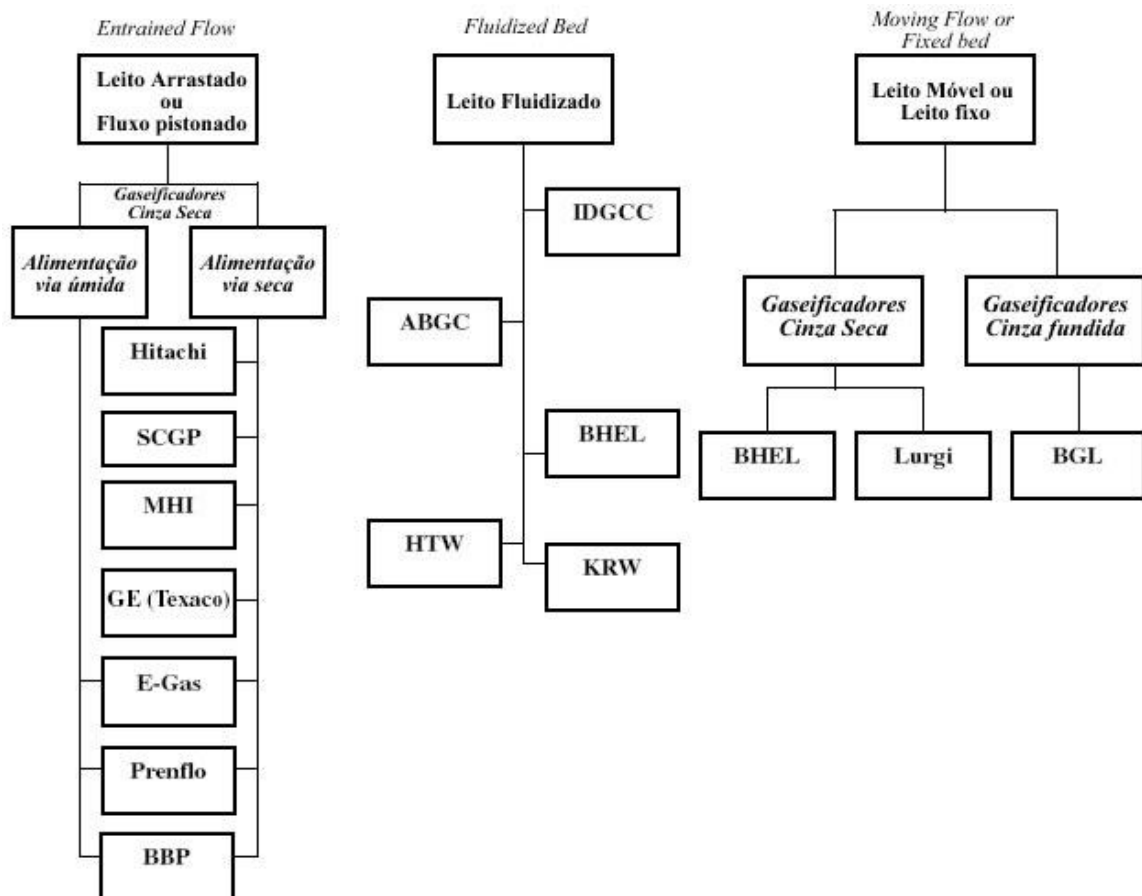 Entrained Flow
Leito Arrastado
ou
Fluxo pistonado
Gaseificadores
Cinza Seca
Alimentação
via úmida
Alimentação
via seca
Hitachi
SCGP
MHI
GE (Texaco)
E-Gas
Prenflo
BBP
Fluidized Bed
Leito Fluidizado
IDGCC
ABGC
BHEL
HTW
KRW
Moving Flow or
Fixed bed
Leito Móvel ou
Leito fixo
Gaseificadores
Cinza Seca
Gaseificadores
Cinza fundida
BHEL
Lurgi
BGL